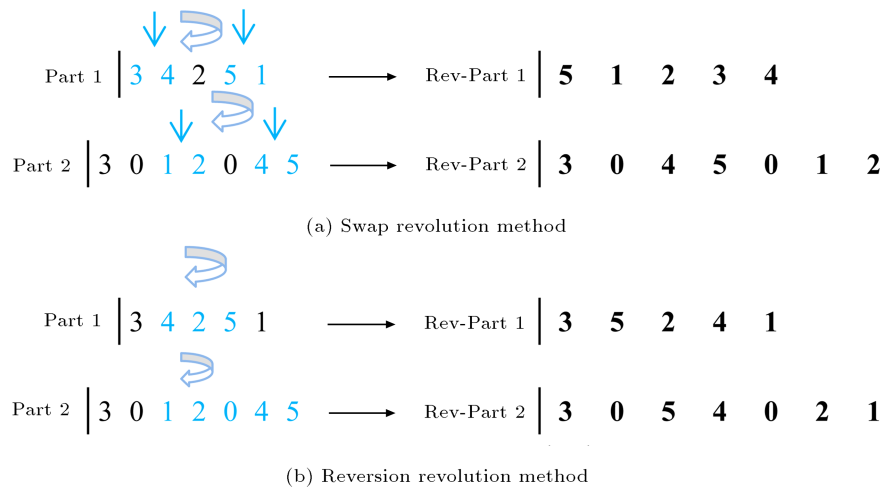 Part 1 3 4 2 5 1 Rev-Part 1 5 1 2 3 4
Part 2 3 0 1 2 0 4 5 Rev-Part 2 3 0 4 5 0 1 2
(a) Swap revolution method
Part 1 3 4 2 5 1 Rev-Part 1 3 5 2 4 1
Part 2 3 0 1 2 0 4 5 Rev-Part 2 3 0 5 4 0 2 1
(b) Reversion revolution method